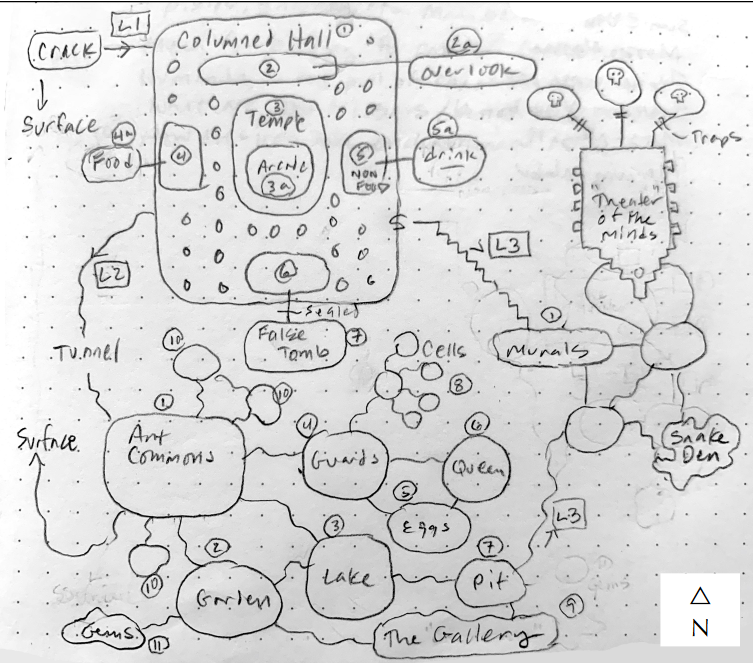 L1
Columned Hall
1
Crack
2
2a
overlook
Surface
3
Temple
Arcade
3a
4a
Food
4
5
NON
FOOD
5a
drink
Traps
"Theater"
of the
minds
S
L3
L2
6
Sealed
False
Tomb
7
Tunnel
1
Murals
10
10
Cells
8
1
Ant
Commons
4
Guards
6
Queen
Snake
Den
Surface
5
Eggs
L3
3
Lake
7
Pit
2
Garden
10
9
The "Gallery"
Gems
11
N